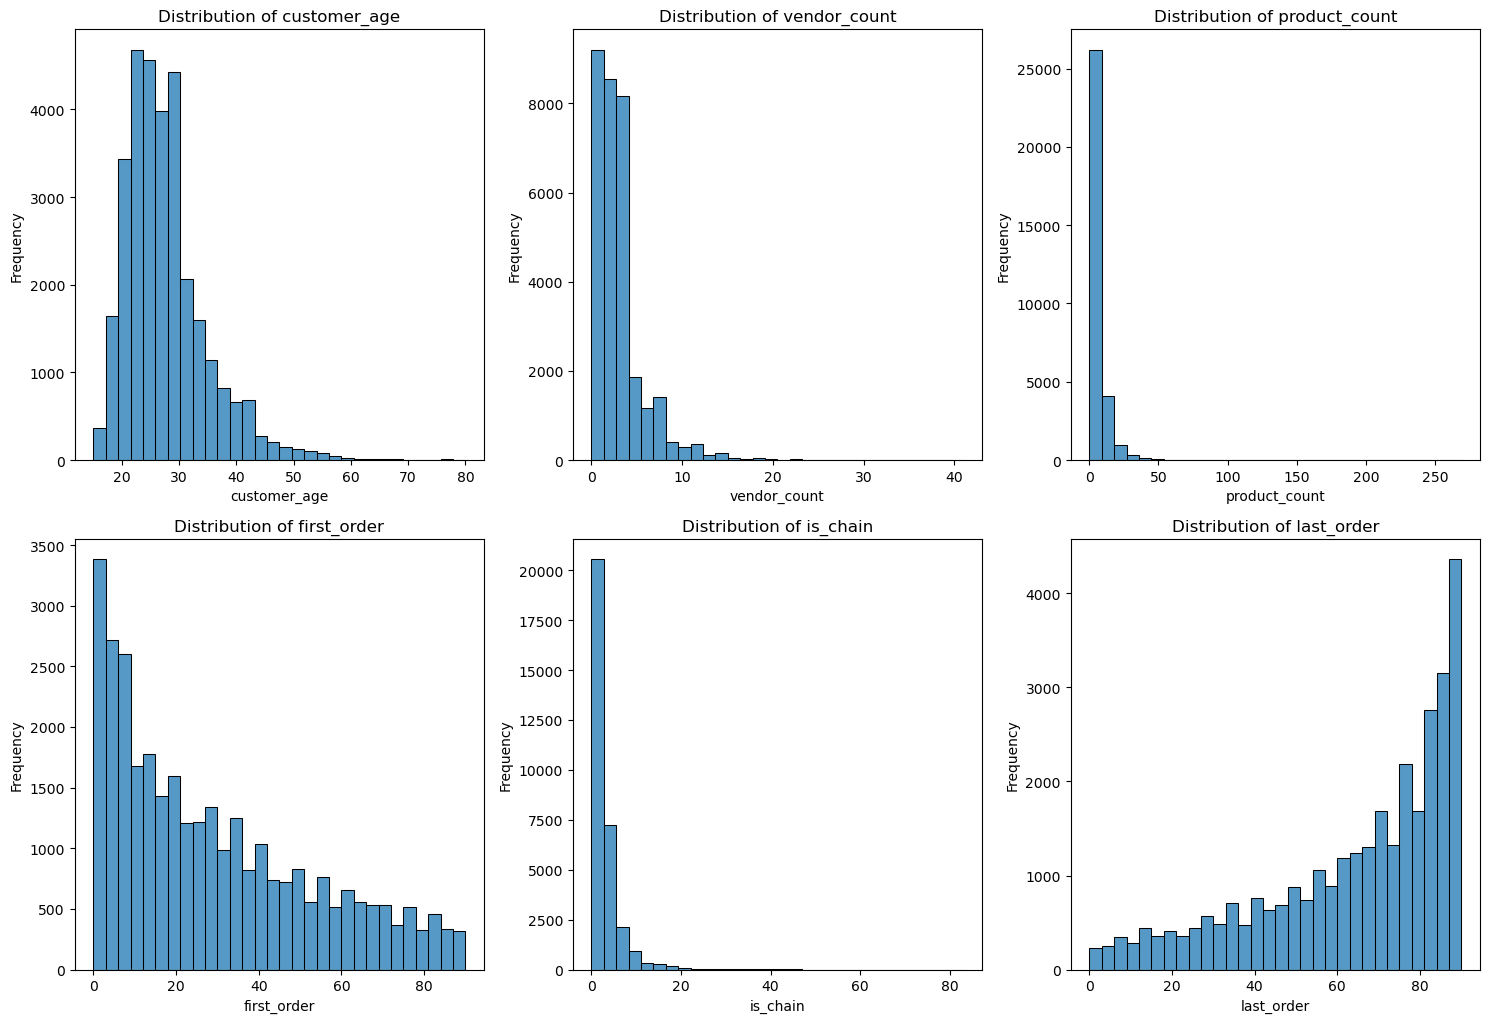 Distribution of customer_age
Frequency
4000
3000
2000
1000
0
20 30 40 50 60 70 80
customer_age
Distribution of vendor_count
Frequency
8000
6000
4000
2000
0
0 10 20 30 40
vendor_count
Distribution of product_count
Frequency
25000
20000
15000
10000
5000
0
0 50 100 150 200 250
product_count
Distribution of first_order
Frequency
3500
3000
2500
2000
1500
1000
500
0
0 20 40 60 80
first_order
Distribution of is_chain
Frequency
20000
17500
15000
12500
10000
7500
5000
2500
0
0 20 40 60 80
is_chain
Distribution of last_order
Frequency
4000
3000
2000
1000
0
0 20 40 60 80
last_order